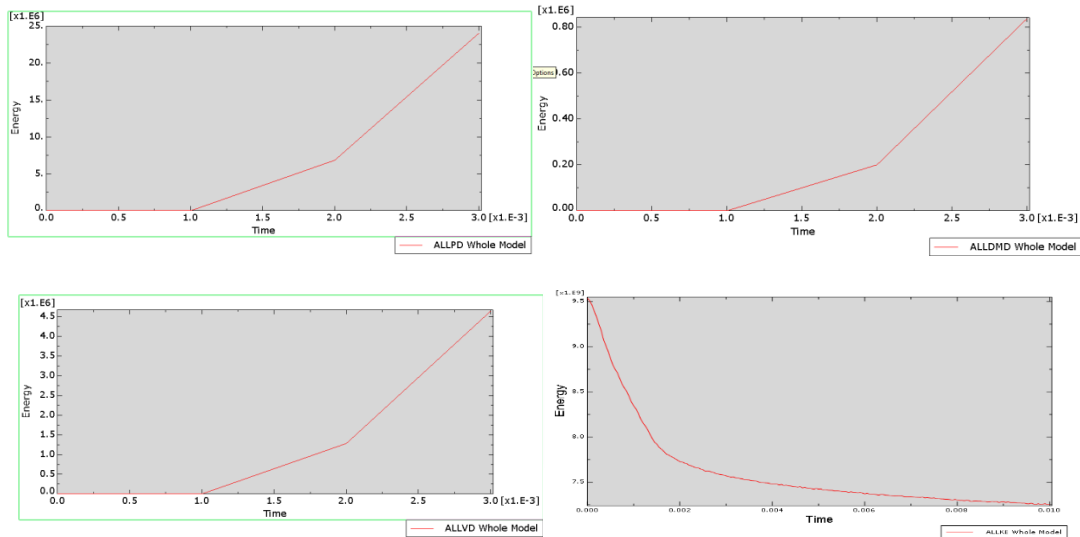 [x1.E6]
25.
20.
15.
10.
5.
0.
Energy
0.0 0.5 1.0 1.5 2.0 2.5 3.0 [x1.E-3]
Time
ALLPD Whole Model
[x1.E6]
0.80
Options
0.60
0.40
0.20
0.00
Energy
0.0 0.5 1.0 1.5 2.0 2.5 3.0 [x1.E-3]
Time
ALLDMD Whole Model
[x1.E6]
4.5
4.0
3.5
3.0
2.5
2.0
1.5
1.0
0.5
0.0
Energy
0.0 0.5 1.0 1.5 2.0 2.5 3.0 [x1.E-3]
Time
ALLVD Whole Model
[x1.E9]
9.5
9.0
8.5
8.0
7.5
Energy
0.000 0.002 0.004 0.006 0.008 0.010
Time
ALLKE Whole Model